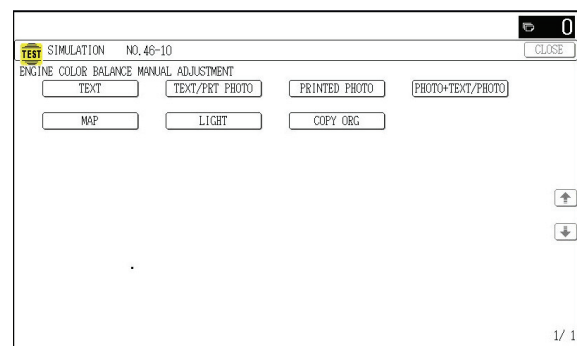 0
TEST SIMULATION NO.46-10 CLOSE
ENGINE COLOR BALANCE MANUAL ADJUSTMENT
TEXT TEXT/PRT PHOTO PRINTED PHOTO PHOTO+TEXT/PHOTO
MAP LIGHT COPY ORG
1/ 1